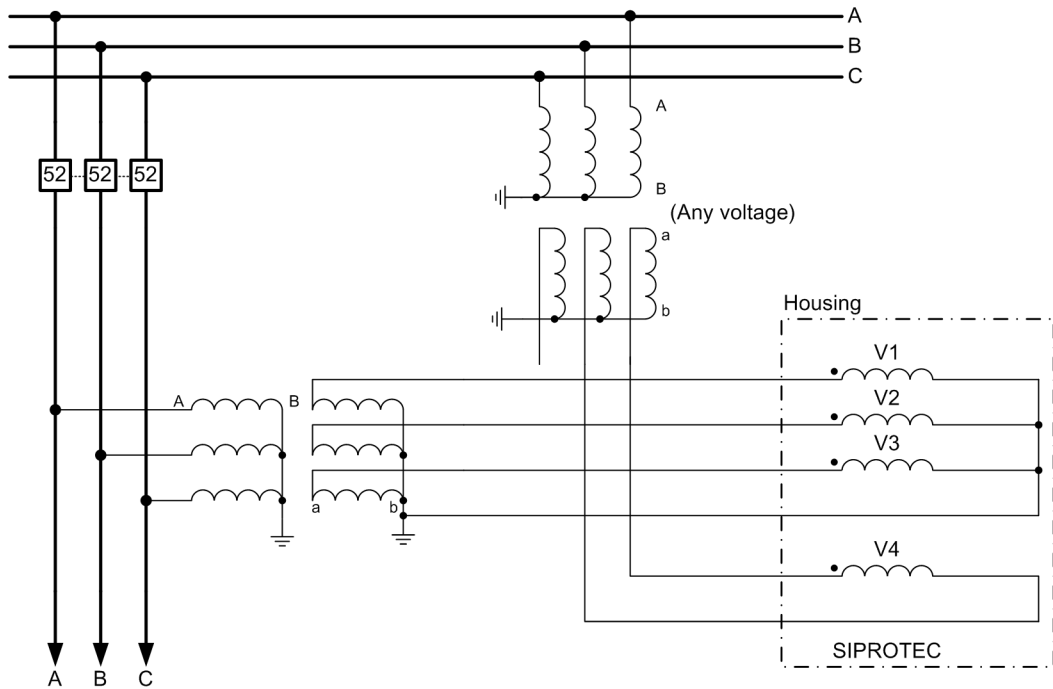 A
B
C
A
52 52 52
B
(Any voltage)
a
b
Housing
V1
A B
V2
V3
a b
V4
SIPROTEC
A B C